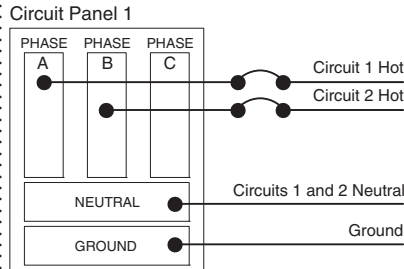 Circuit Panel 1
PHASE PHASE PHASE
A B C
Circuit 1 Hot
Circuit 2 Hot
NEUTRAL
Circuits 1 and 2 Neutral
GROUND
Ground